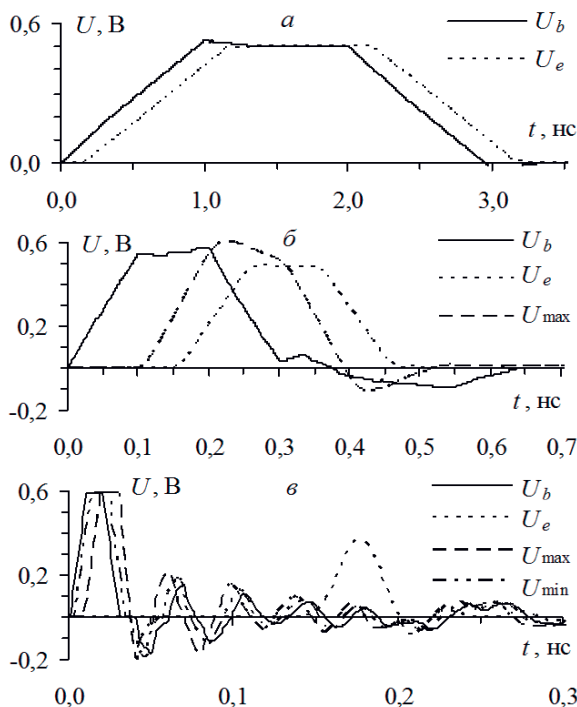 U, В
а
U_b
U_e
0,6
0,0
t, нс
0,0 1,0 2,0 3,0
U, В
б
U_b
U_e
U_max
0,6
0,2
-0,2
t, нс
0,0 0,1 0,2 0,3 0,4 0,5 0,6 0,7
U, В
в
U_b
U_e
U_max
U_min
0,6
0,2
-0,2
t, нс
0,0 0,1 0,2 0,3